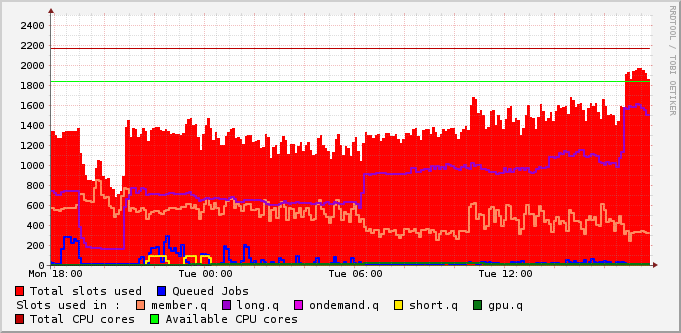 RRDTOOL / TOBI OETIKER
2400
2200
2000
1800
1600
1400
1200
1000
800
600
400
200
0
Mon 18:00 Tue 00:00 Tue 06:00 Tue 12:00
Total slots used Queued Jobs
Slots used in : member.q long.q ondemand.q short.q gpu.q
Total CPU cores Available CPU cores